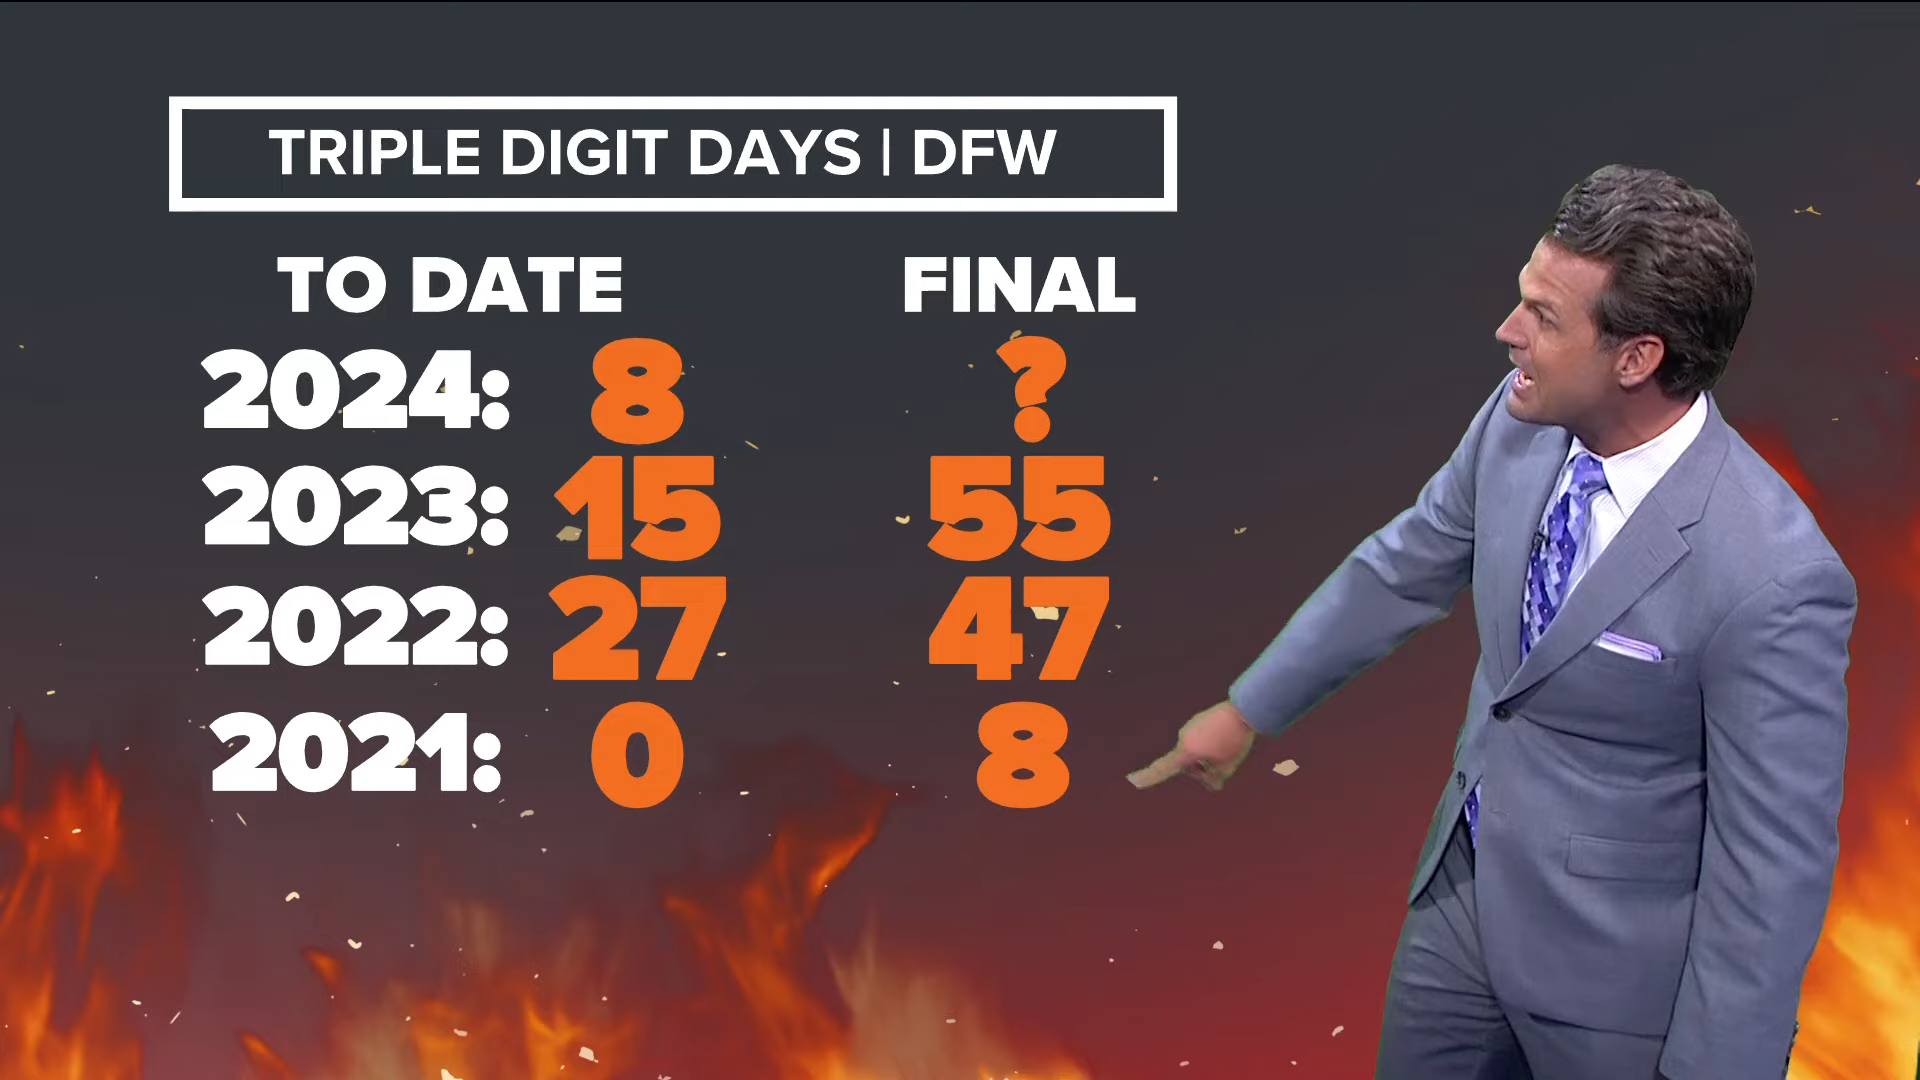 TRIPLE DIGIT DAYS | DFW
TO DATE FINAL
2024: 8 ?
2023: 15 55
2022: 27 47
2021: 0 8